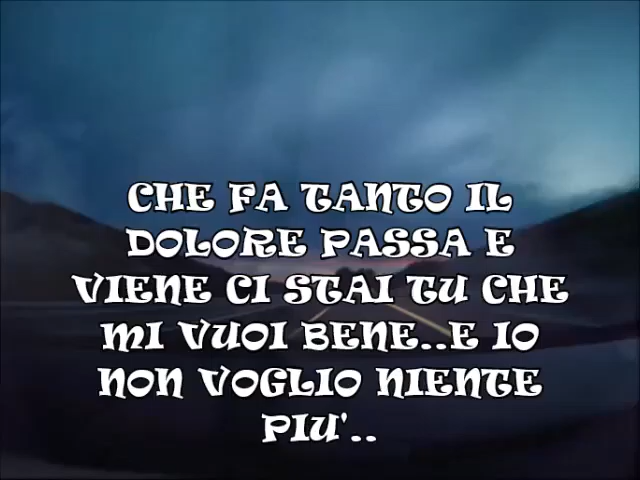 CHE FA TANTO IL
DOLORE PASSA E
VIENE CI STAI TU CHE
MI VUOI BENE..E IO
NON VOGLIO NIENTE
PIU'..